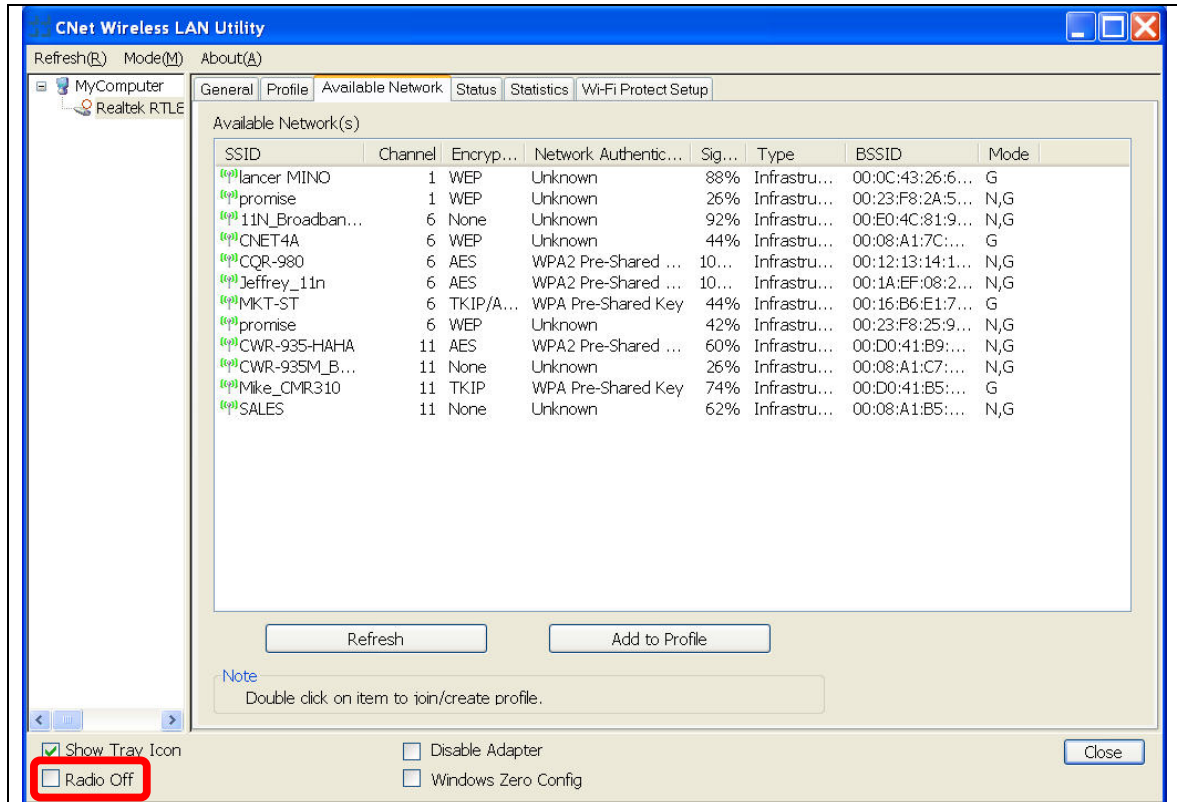 CNet Wireless LAN Utility
Refresh(R) Mode(M) About(A)
MyComputer
Realtek RTL8
General Profile Available Network Status Statistics Wi-Fi Protect Setup
Available Network(s)
SSID Channel Encryp... Network Authentic... Sig... Type BSSID Mode
lancer MINO 1 WEP Unknown 88% Infrastru... 00:0C:43:26:6... G
promise 1 WEP Unknown 26% Infrastru... 00:23:F8:2A:5... N,G
11N_Broadban... 6 None Unknown 92% Infrastru... 00:E0:4C:81:9... N,G
CNET4A 6 WEP Unknown 44% Infrastru... 00:08:A1:7C:... G
CQR-980 6 AES WPA2 Pre-Shared ... 10... Infrastru... 00:12:13:14:1... N,G
Jeffrey_11n 6 AES WPA2 Pre-Shared ... 10... Infrastru... 00:1A:EF:08:2... N,G
MKT-ST 6 TKIP/A... WPA Pre-Shared Key 44% Infrastru... 00:16:B6:E1:7... G
promise 6 WEP Unknown 42% Infrastru... 00:23:F8:25:9... N,G
CWR-935-HAHA 11 AES WPA2 Pre-Shared ... 60% Infrastru... 00:D0:41:B9:... N,G
CWR-935M_B... 11 None Unknown 26% Infrastru... 00:08:A1:C7:... N,G
Mike_CMR310 11 TKIP WPA Pre-Shared Key 74% Infrastru... 00:D0:41:B5:... G
SALES 11 None Unknown 62% Infrastru... 00:08:A1:B5:... N,G
Refresh Add to Profile
Note
Double click on item to join/create profile.
Show Tray Icon Disable Adapter Close
Radio Off Windows Zero Config